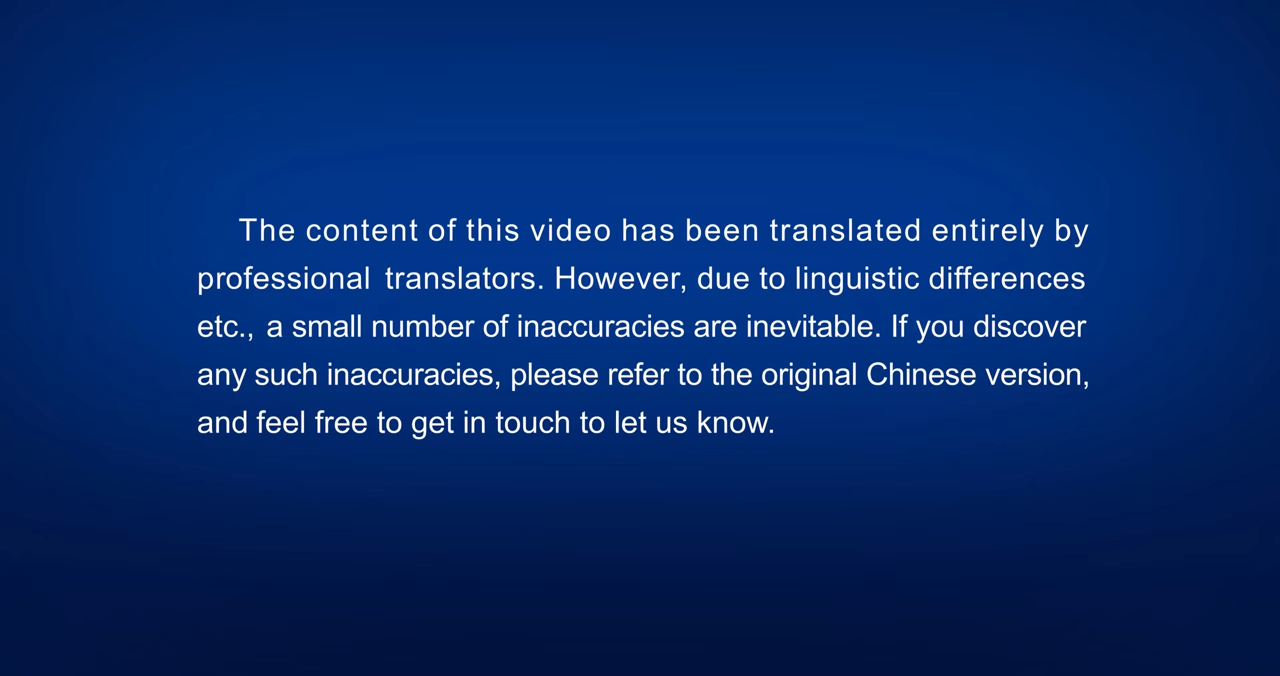 The content of this video has been translated entirely by
professional translators. However, due to linguistic differences
etc., a small number of inaccuracies are inevitable. If you discover
any such inaccuracies, please refer to the original Chinese version,
and feel free to get in touch to let us know.